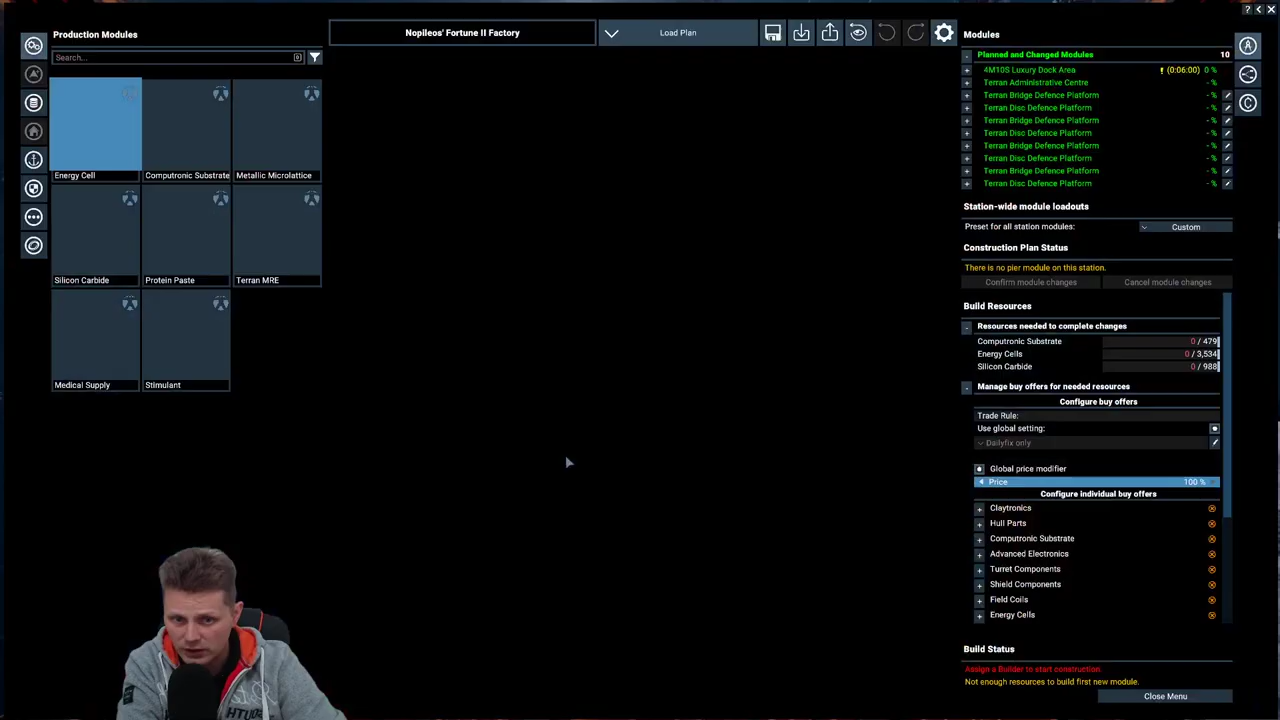 Production Modules
Search...
Energy Cell
Computronic Substrate
Metallic Microlattice
Silicon Carbide
Protein Paste
Terran MRE
Medical Supply
Stimulant
Nopileos' Fortune II Factory
Load Plan
Modules
Planned and Changed Modules 10
4M10S Luxury Dock Area ! (0:06:00) 0 %
Terran Administrative Centre - %
Terran Bridge Defence Platform - %
Terran Disc Defence Platform - %
Terran Bridge Defence Platform - %
Terran Disc Defence Platform - %
Terran Bridge Defence Platform - %
Terran Disc Defence Platform - %
Terran Bridge Defence Platform - %
Terran Disc Defence Platform - %
Station-wide module loadouts
Preset for all station modules: Custom
Construction Plan Status
There is no pier module on this station.
Confirm module changes Cancel module changes
Build Resources
Resources needed to complete changes
Computronic Substrate 0 / 479
Energy Cells 0 / 3,534
Silicon Carbide 0 / 988
Manage buy offers for needed resources
Configure buy offers
Trade Rule:
Use global setting:
Dailyfix only
Global price modifier
Price 100 %
Configure individual buy offers
Claytronics
Hull Parts
Computronic Substrate
Advanced Electronics
Turret Components
Shield Components
Field Coils
Energy Cells
Build Status
Assign a Builder to start construction.
Not enough resources to build first new module.
Close Menu